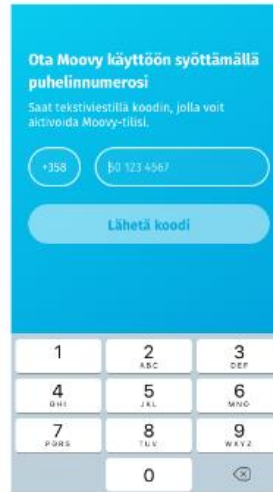 Ota Moovy käyttöön syöttämällä
puhelinnumerosi
Saat tekstiviestillä koodin, jolla voit
aktivoida Moovy-tilisi.
+358 50 123 4567
Lähetä koodi
1 2 3
ABC DEF
4 5 6
GHI JKL MNO
7 8 9
PQRS TUV WXYZ
0